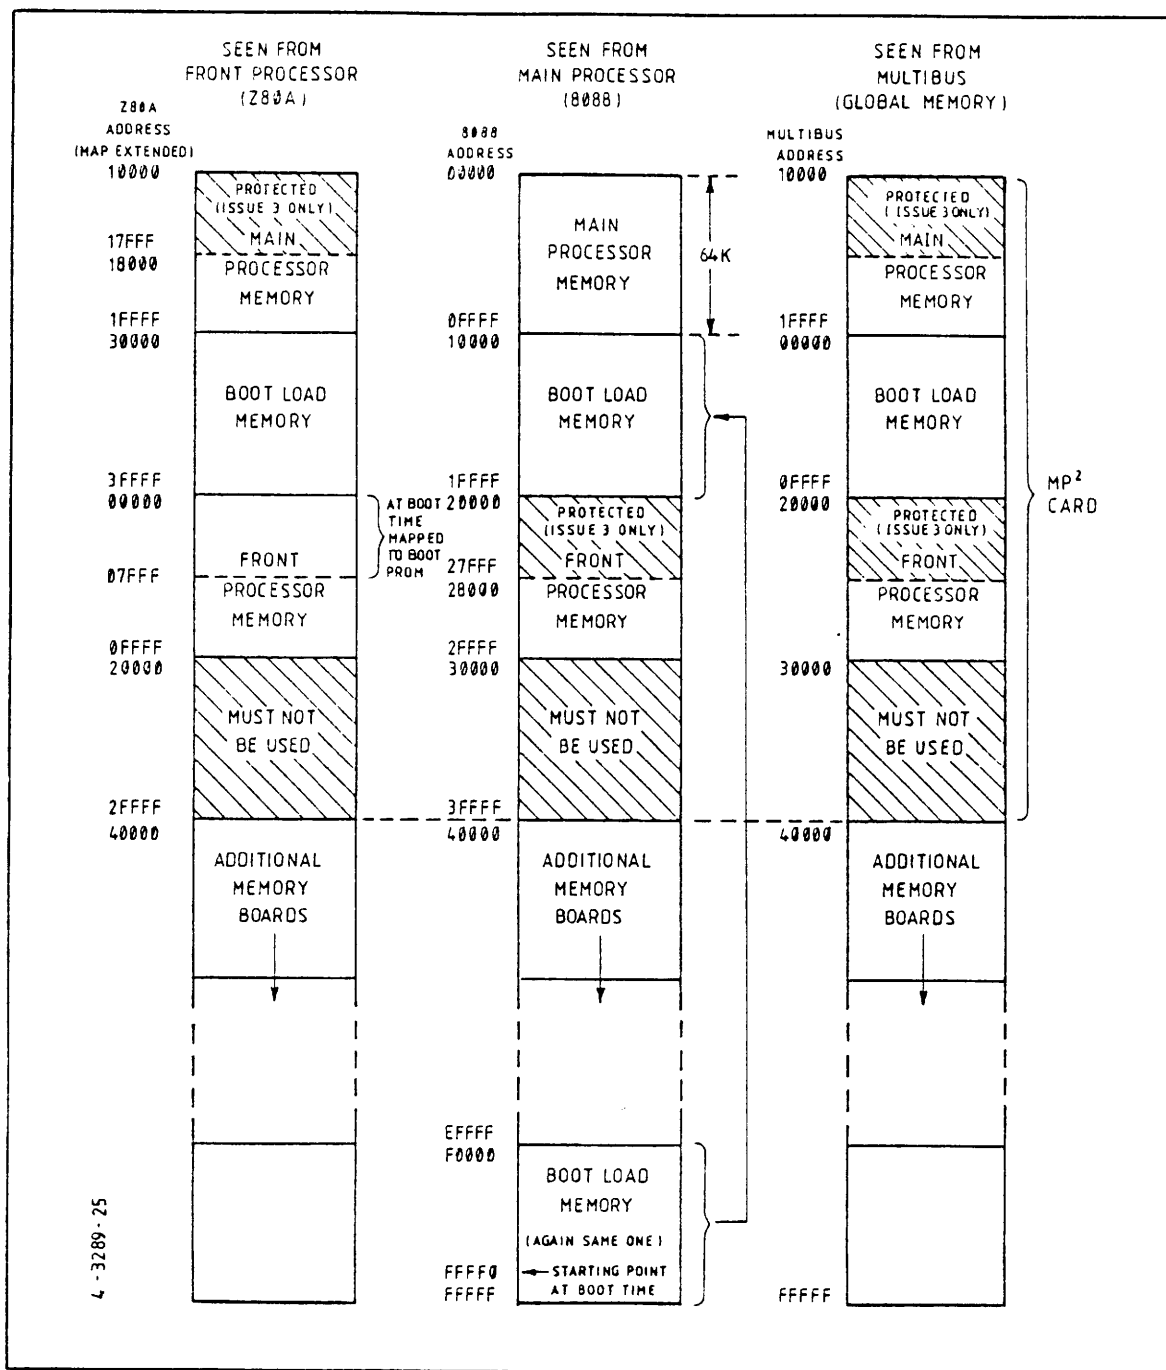 SEEN FROM
FRONT PROCESSOR
(Z80A)
Z80A
ADDRESS
(MAP EXTENDED)
10000
PROTECTED
(ISSUE 3 ONLY)
17FFF
MAIN
18000
PROCESSOR
MEMORY
1FFFF
30000
BOOT LOAD
MEMORY
3FFFF
00000
AT BOOT
TIME
MAPPED
TO BOOT
PROM
FRONT
07FFF
PROCESSOR
MEMORY
0FFFF
20000
MUST NOT
BE USED
2FFFF
40000
ADDITIONAL
MEMORY
BOARDS
SEEN FROM
MAIN PROCESSOR
(8088)
8088
ADDRESS
00000
MAIN
PROCESSOR
MEMORY
64K
0FFFF
10000
BOOT LOAD
MEMORY
1FFFF
20000
PROTECTED
(ISSUE 3 ONLY)
27FFF
FRONT
28000
PROCESSOR
MEMORY
2FFFF
30000
MUST NOT
BE USED
3FFFF
40000
ADDITIONAL
MEMORY
BOARDS
EFFFF
F0000
BOOT LOAD
MEMORY
(AGAIN SAME ONE)
FFFF0
STARTING POINT
AT BOOT TIME
FFFFF
SEEN FROM
MULTIBUS
(GLOBAL MEMORY)
MULTIBUS
ADDRESS
10000
PROTECTED
(ISSUE 3 ONLY)
MAIN
PROCESSOR
MEMORY
1FFFF
00000
BOOT LOAD
MEMORY
0FFFF
20000
PROTECTED
(ISSUE 3 ONLY)
FRONT
PROCESSOR
MEMORY
30000
MUST NOT
BE USED
40000
ADDITIONAL
MEMORY
BOARDS
FFFFF
MP²
CARD
4-3289-25